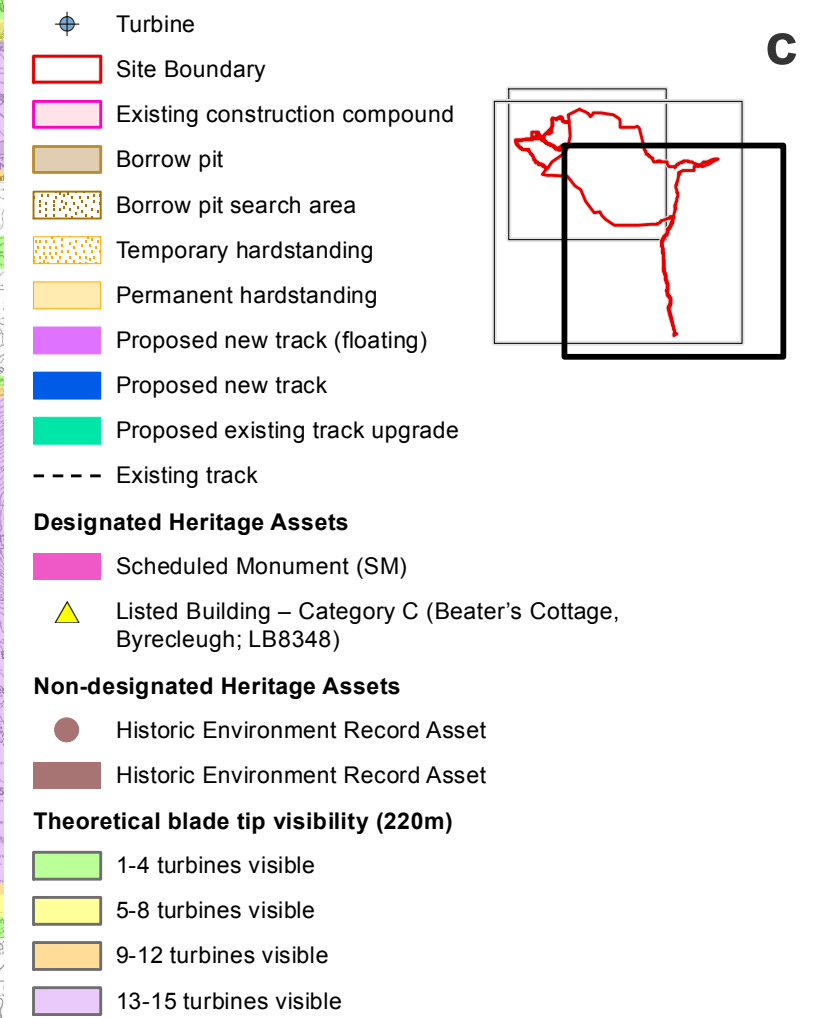 Turbine
C
Site Boundary
Existing construction compound
Borrow pit
Borrow pit search area
Temporary hardstanding
Permanent hardstanding
Proposed new track (floating)
Proposed new track
Proposed existing track upgrade
Existing track
Designated Heritage Assets
Scheduled Monument (SM)
Listed Building – Category C (Beater's Cottage,
Byrecleugh; LB8348)
Non-designated Heritage Assets
Historic Environment Record Asset
Historic Environment Record Asset
Theoretical blade tip visibility (220m)
1-4 turbines visible
5-8 turbines visible
9-12 turbines visible
13-15 turbines visible